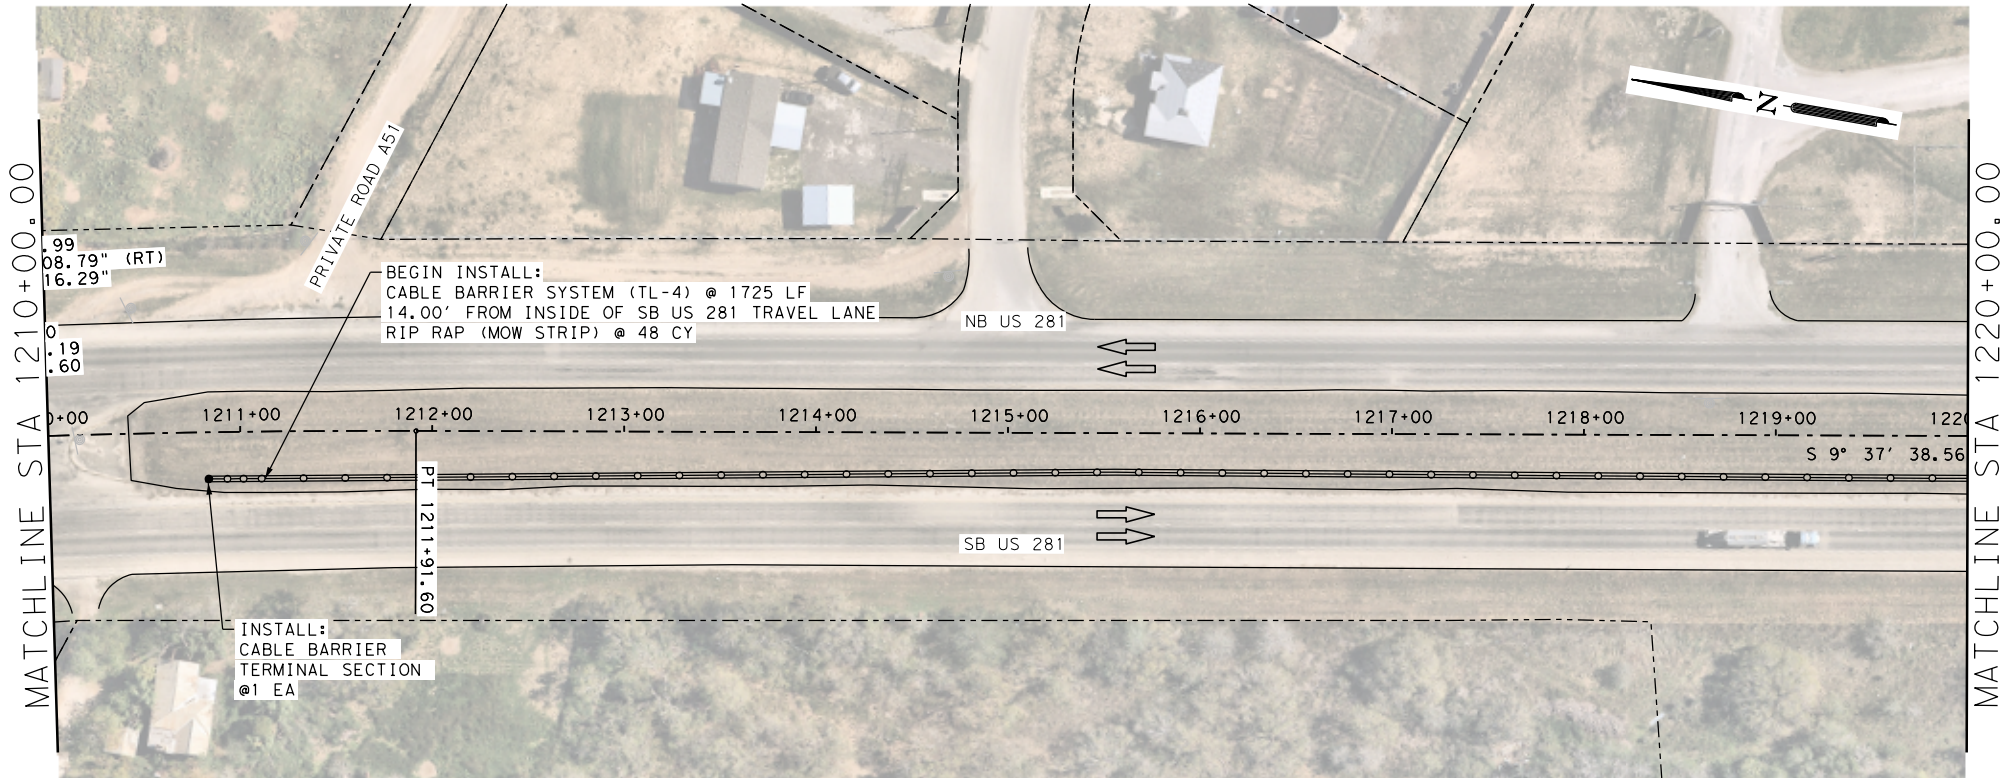 MATCHLINE STA 1210+00.00
.99
08.79" (RT)
16.29"
0
.19
.60
PRIVATE ROAD A51
BEGIN INSTALL:
CABLE BARRIER SYSTEM (TL-4) @ 1725 LF
14.00' FROM INSIDE OF SB US 281 TRAVEL LANE
RIP RAP (MOW STRIP) @ 48 CY
NB US 281
N
0+00
1211+00
1212+00
1213+00
1214+00
1215+00
1216+00
1217+00
1218+00
1219+00
1220
S 9° 37' 38.56
PT 1211+91.60
SB US 281
INSTALL:
CABLE BARRIER
TERMINAL SECTION
@1 EA
MATCHLINE STA 1220+00.00